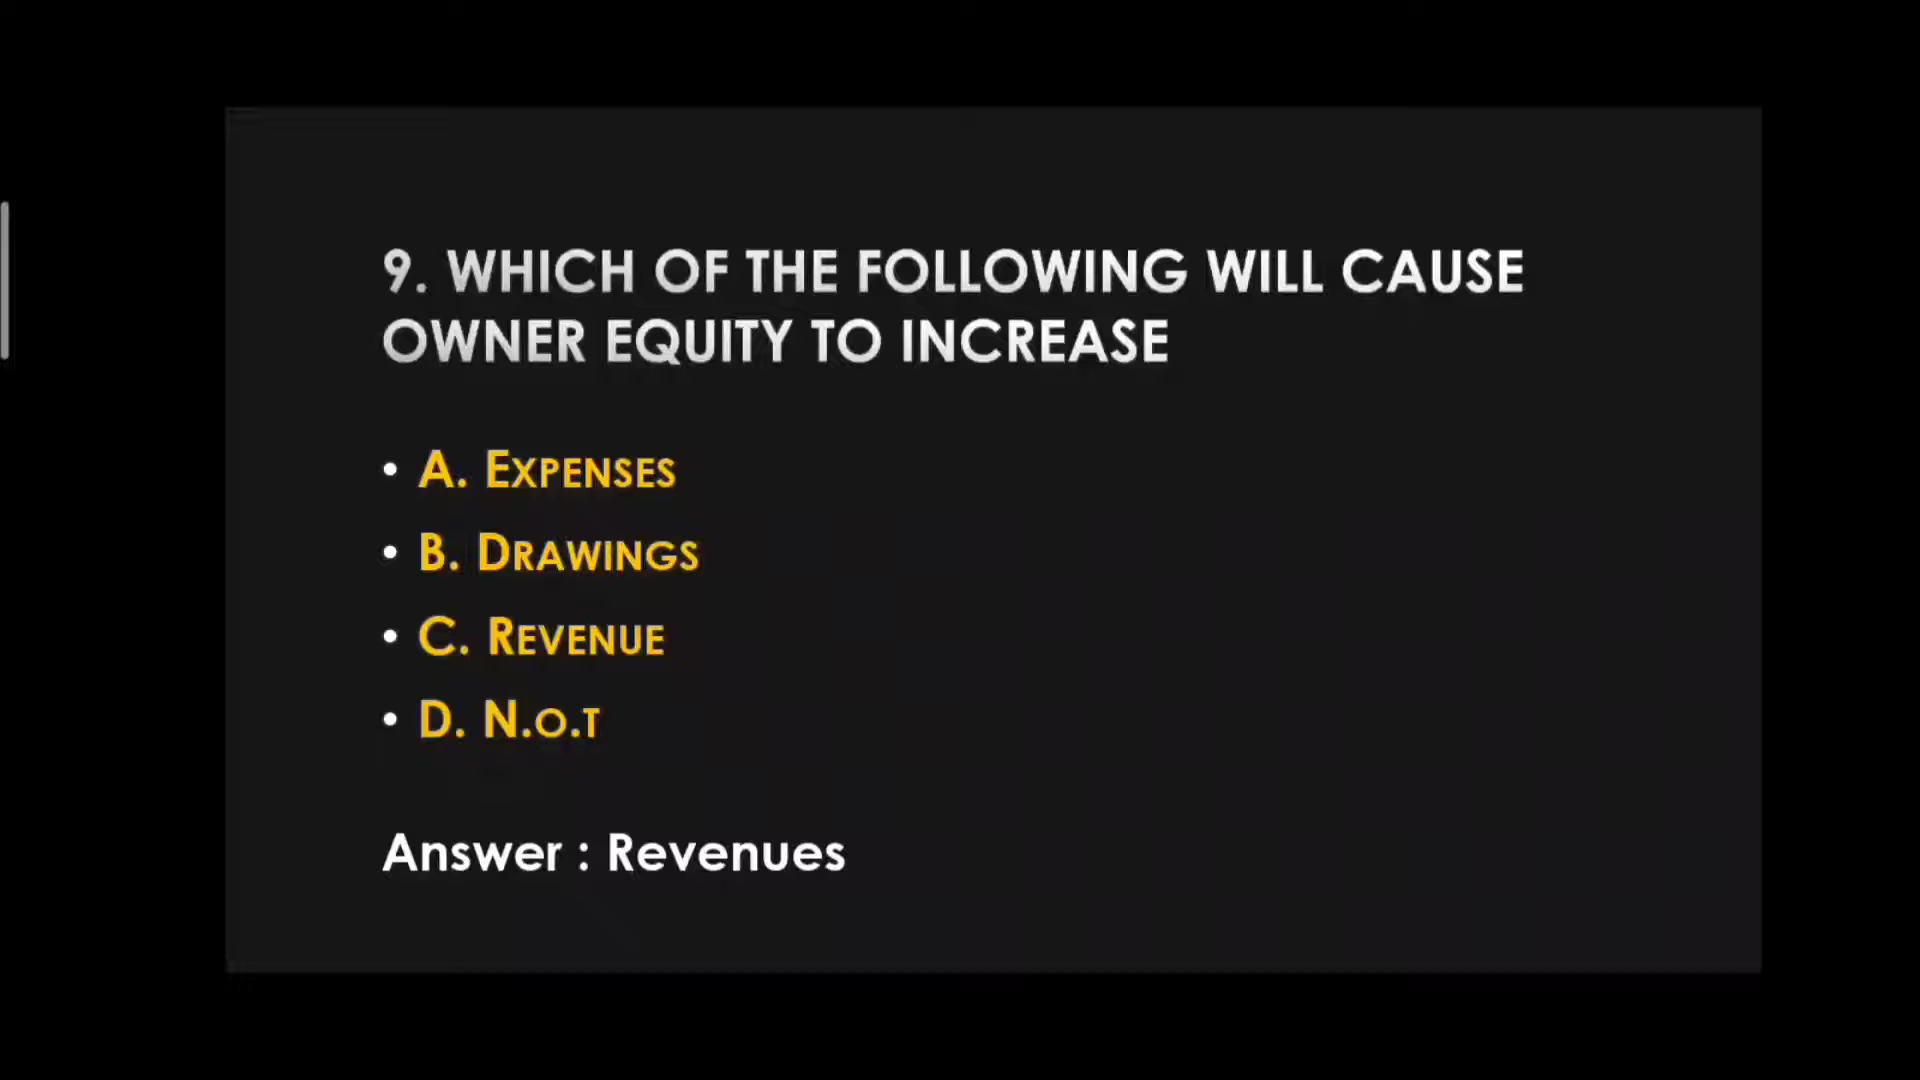 9. WHICH OF THE FOLLOWING WILL CAUSE
OWNER EQUITY TO INCREASE
• A. EXPENSES
• B. DRAWINGS
• C. REVENUE
• D. N.O.T
Answer : Revenues